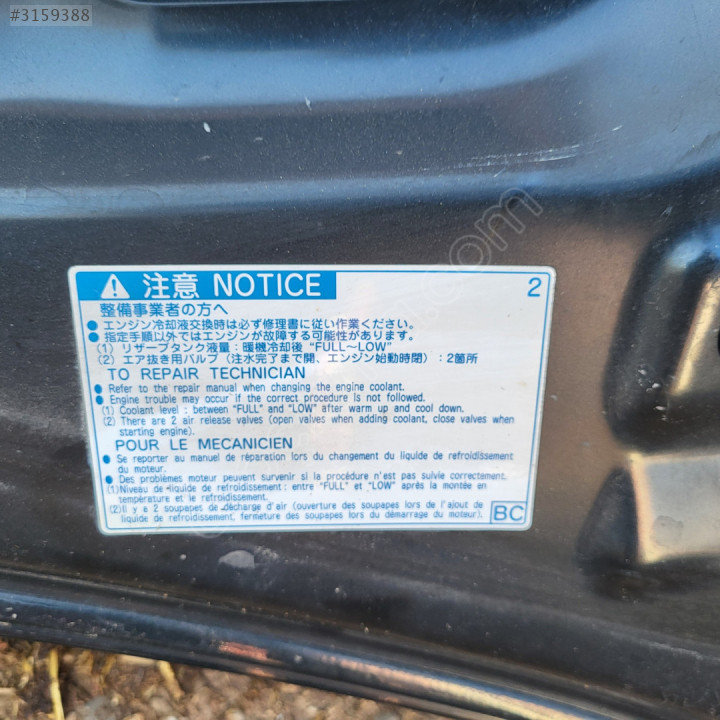 #3159388
注意 NOTICE 2
整備事業者の方へ
● エンジン冷却液交換時は必ず修理書に従い作業ください。
● 指定手順以外ではエンジンが故障する可能性があります。
(1) リザーブタンク液量：暖機冷却後 "FULL～LOW"
(2) エア抜き用バルブ（注水完了まで開、エンジン始動時閉）：2箇所
TO REPAIR TECHNICIAN
● Refer to the repair manual when changing the engine coolant.
● Engine trouble may occur if the correct procedure is not followed.
(1) Coolant level : between "FULL" and "LOW" after warm up and cool down.
(2) There are 2 air release valves (open valves when adding coolant, close valves when
starting engine).
POUR LE MECANICIEN
● Se reporter au manuel de réparation lors du changement du liquide de refroidissement
du moteur.
● Des problèmes moteur peuvent survenir si la procédure n'est pas suivie correctement.
(1)Niveau de liquide de refroidissement : entre "FULL" et "LOW" après la montée en
température et le refroidissement.
(2)Il y a 2 soupapes de décharge d'air (ouverture des soupapes lors de l'ajout de
liquide de refroidissement, fermeture des soupapes lors du démarrage du moteur). BC
.com